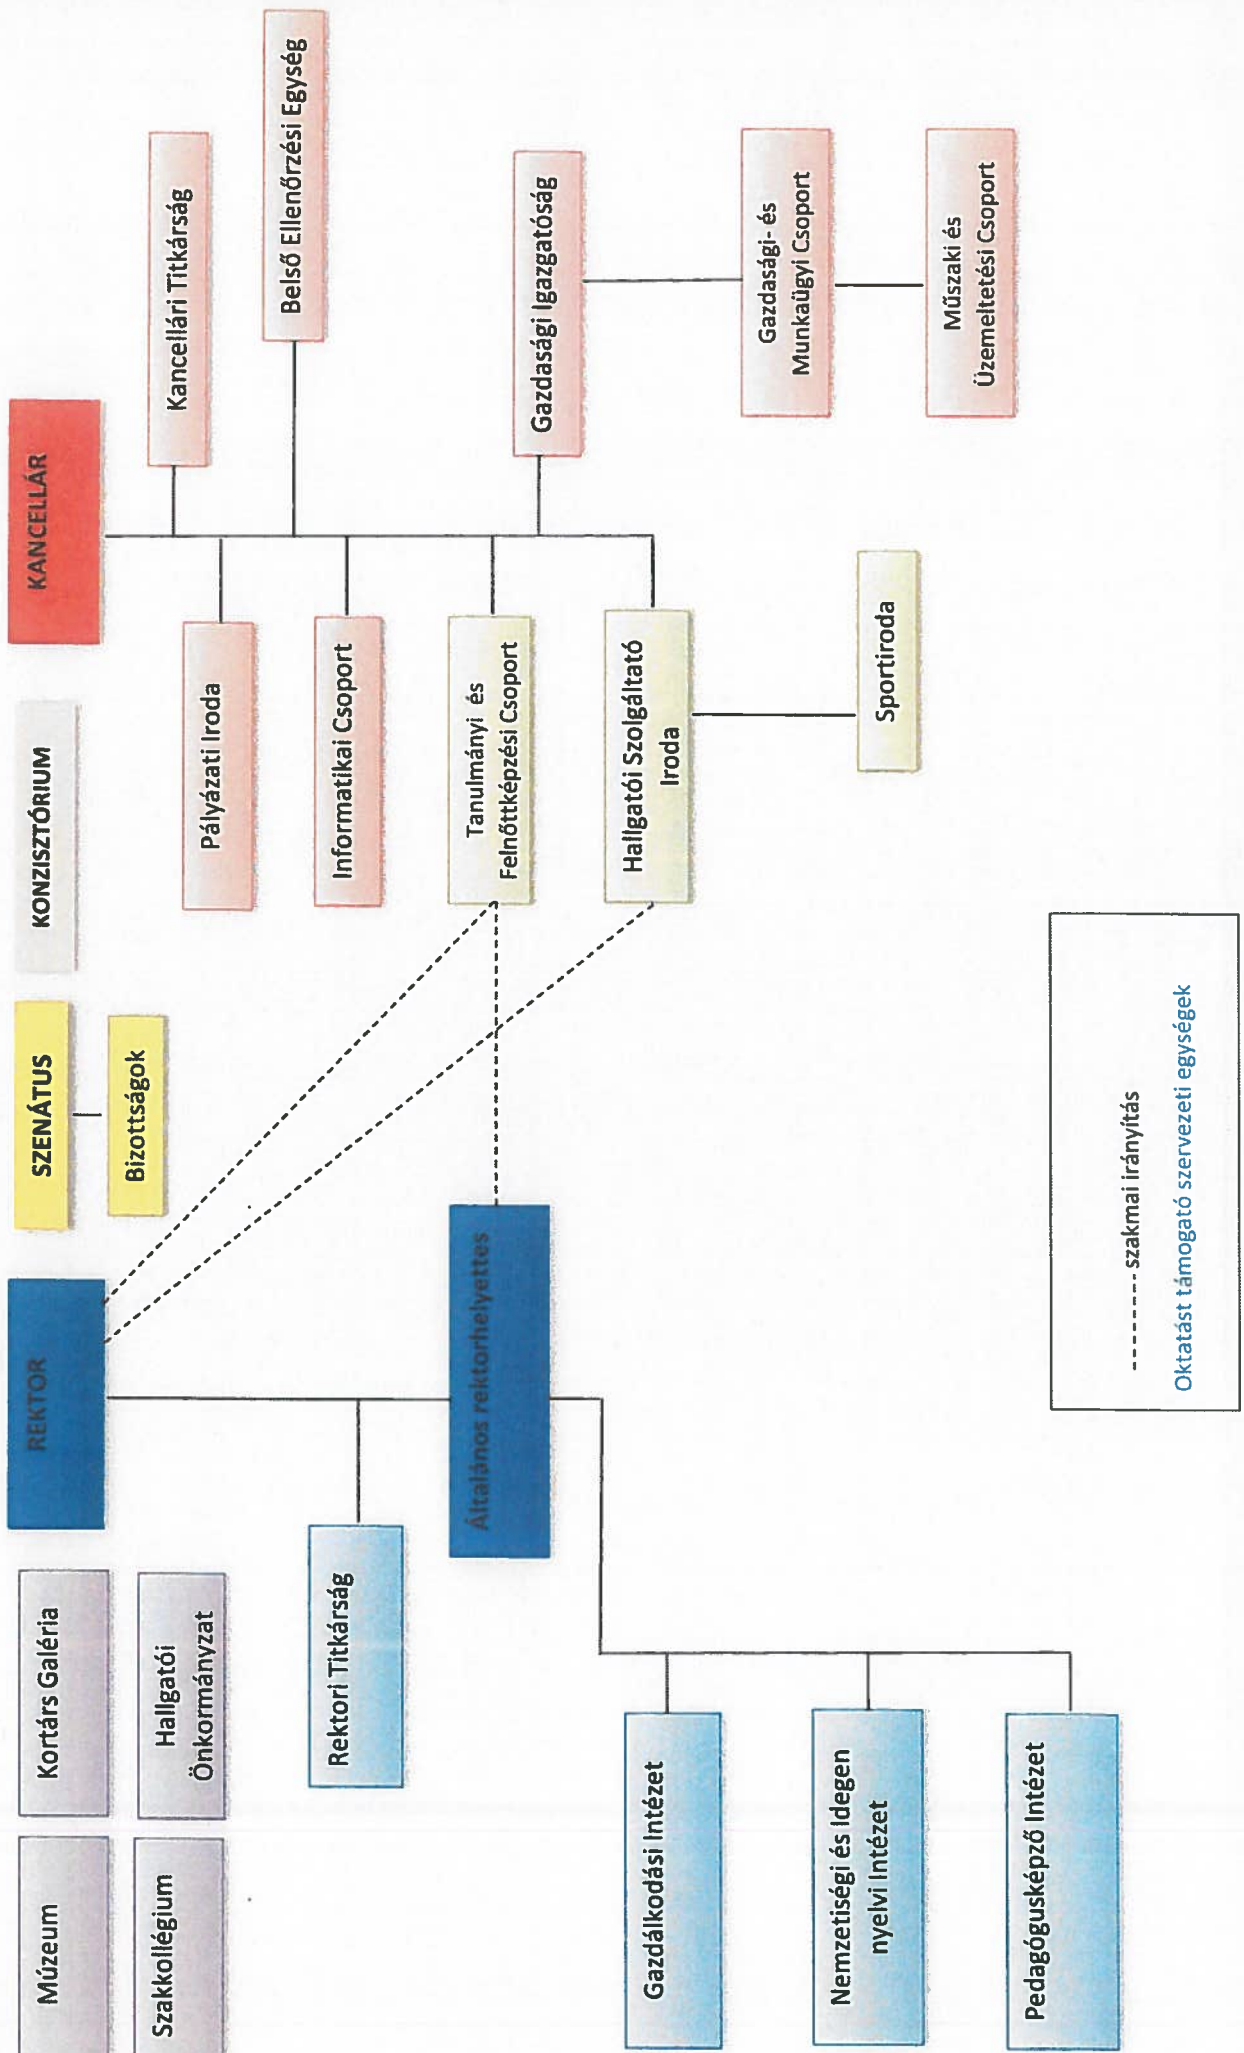 Múzeum
Kortárs Galéria
REKTOR
SZENÁTUS
KONZISZTÓRIUM
KANCELLÁR
Szakkollégium
Hallgatói
Önkormányzat
Bizottságok
Kancellári Titkárság
Pályázati Iroda
Belső Ellenőrzési Egység
Rektori Titkárság
Informatikai Csoport
Általános rektorhelyettes
Tanulmányi és
Felnőttképzési Csoport
Gazdasági Igazgatóság
Hallgatói Szolgáltató
Iroda
Gazdálkodási Intézet
Gazdasági- és
Munkaügyi Csoport
Nemzetiségi és Idegen
nyelvi Intézet
Sportiroda
Műszaki és
Üzemeltetési Csoport
Pedagógusképző Intézet
-------- szakmai irányítás
Oktatást támogató szervezeti egységek